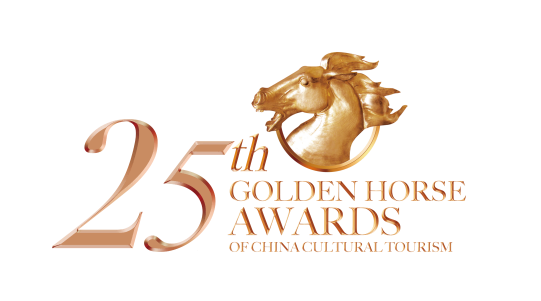 25th
GOLDEN HORSE
AWARDS
OF CHINA CULTURAL TOURISM